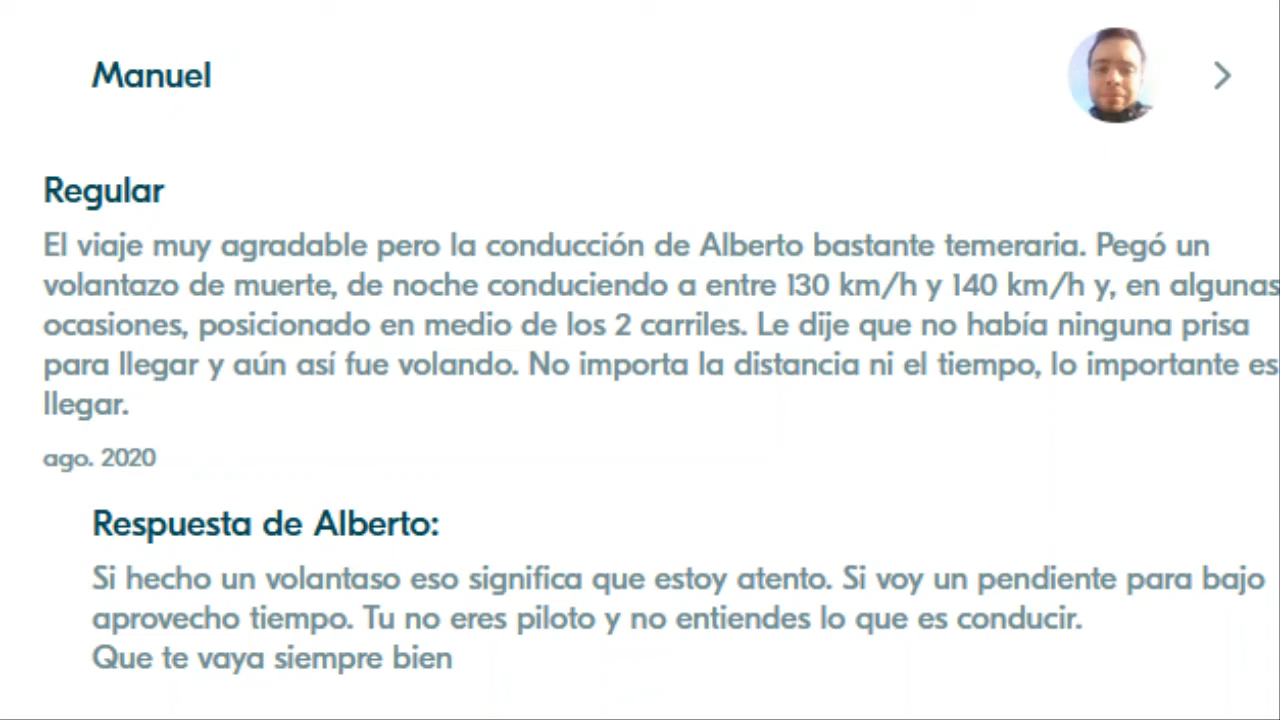 Manuel
Regular
El viaje muy agradable pero la conducción de Alberto bastante temeraria. Pegó un
volantazo de muerte, de noche conduciendo a entre 130 km/h y 140 km/h y, en algunas
ocasiones, posicionado en medio de los 2 carriles. Le dije que no había ninguna prisa
para llegar y aún así fue volando. No importa la distancia ni el tiempo, lo importante es
llegar.
ago. 2020
Respuesta de Alberto:
Si hecho un volantaso eso significa que estoy atento. Si voy un pendiente para bajo
aprovecho tiempo. Tu no eres piloto y no entiendes lo que es conducir.
Que te vaya siempre bien